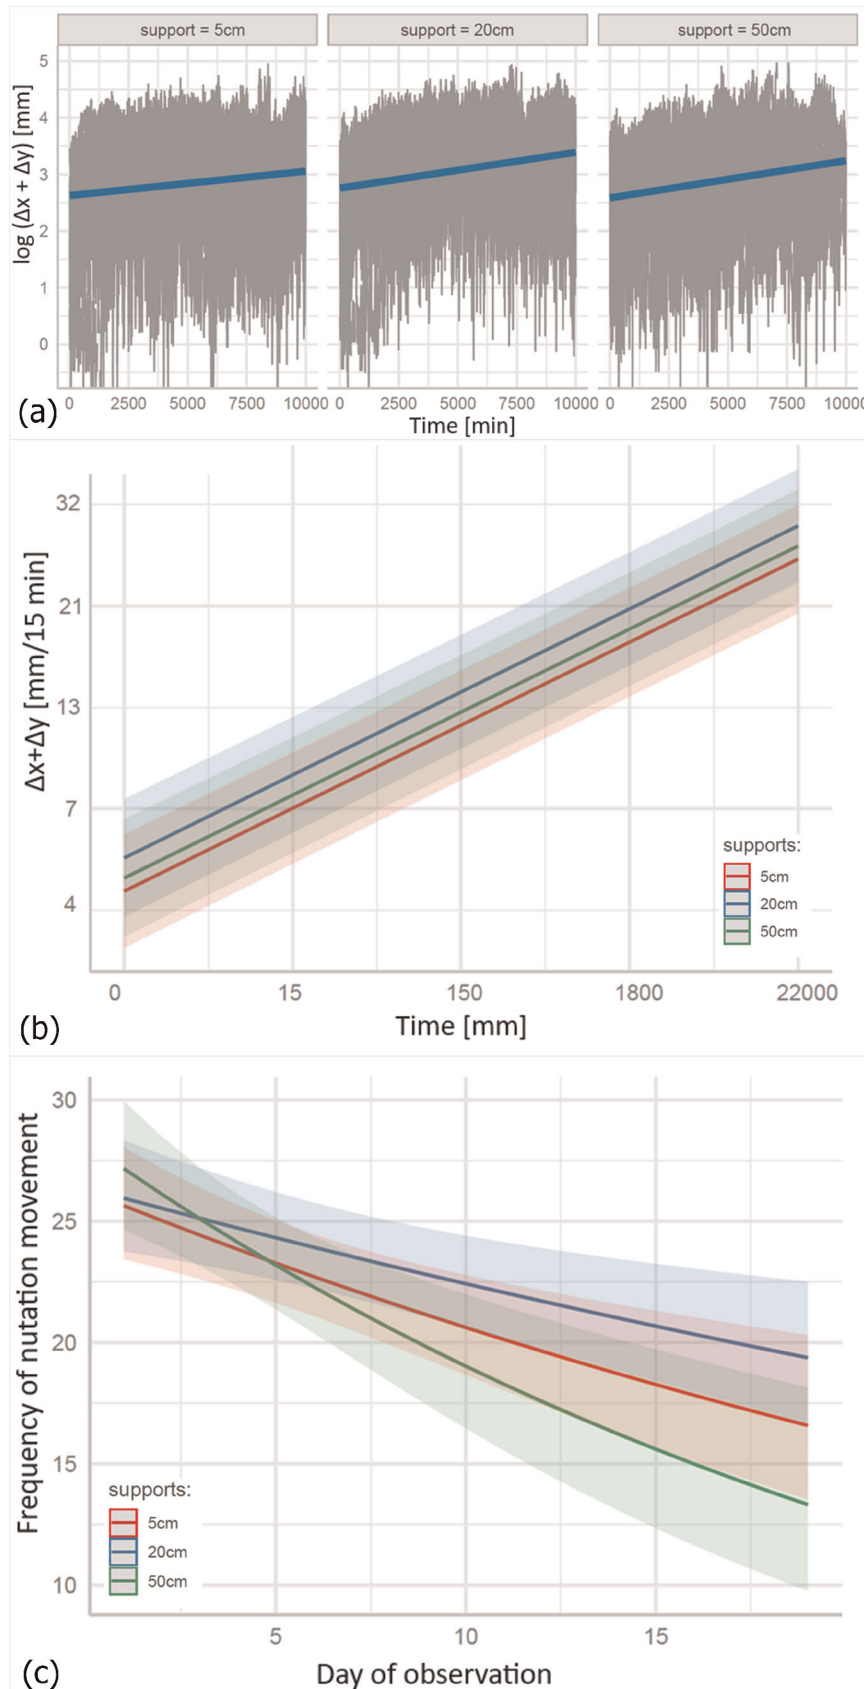 support = 5cm support = 20cm support = 50cm
log (Δx + Δy) [mm]
5
4
3
2
1
0
0 2500 5000 7500 10000 0 2500 5000 7500 10000 0 2500 5000 7500 10000
Time [min]
(a)
Δx+Δy [mm/15 min]
32
21
13
7
4
supports:
5cm
20cm
50cm
0 15 150 1800 22000
Time [mm]
(b)
Frequency of nutation movement
30
25
20
15
10
supports:
5cm
20cm
50cm
5 10 15
Day of observation
(c)